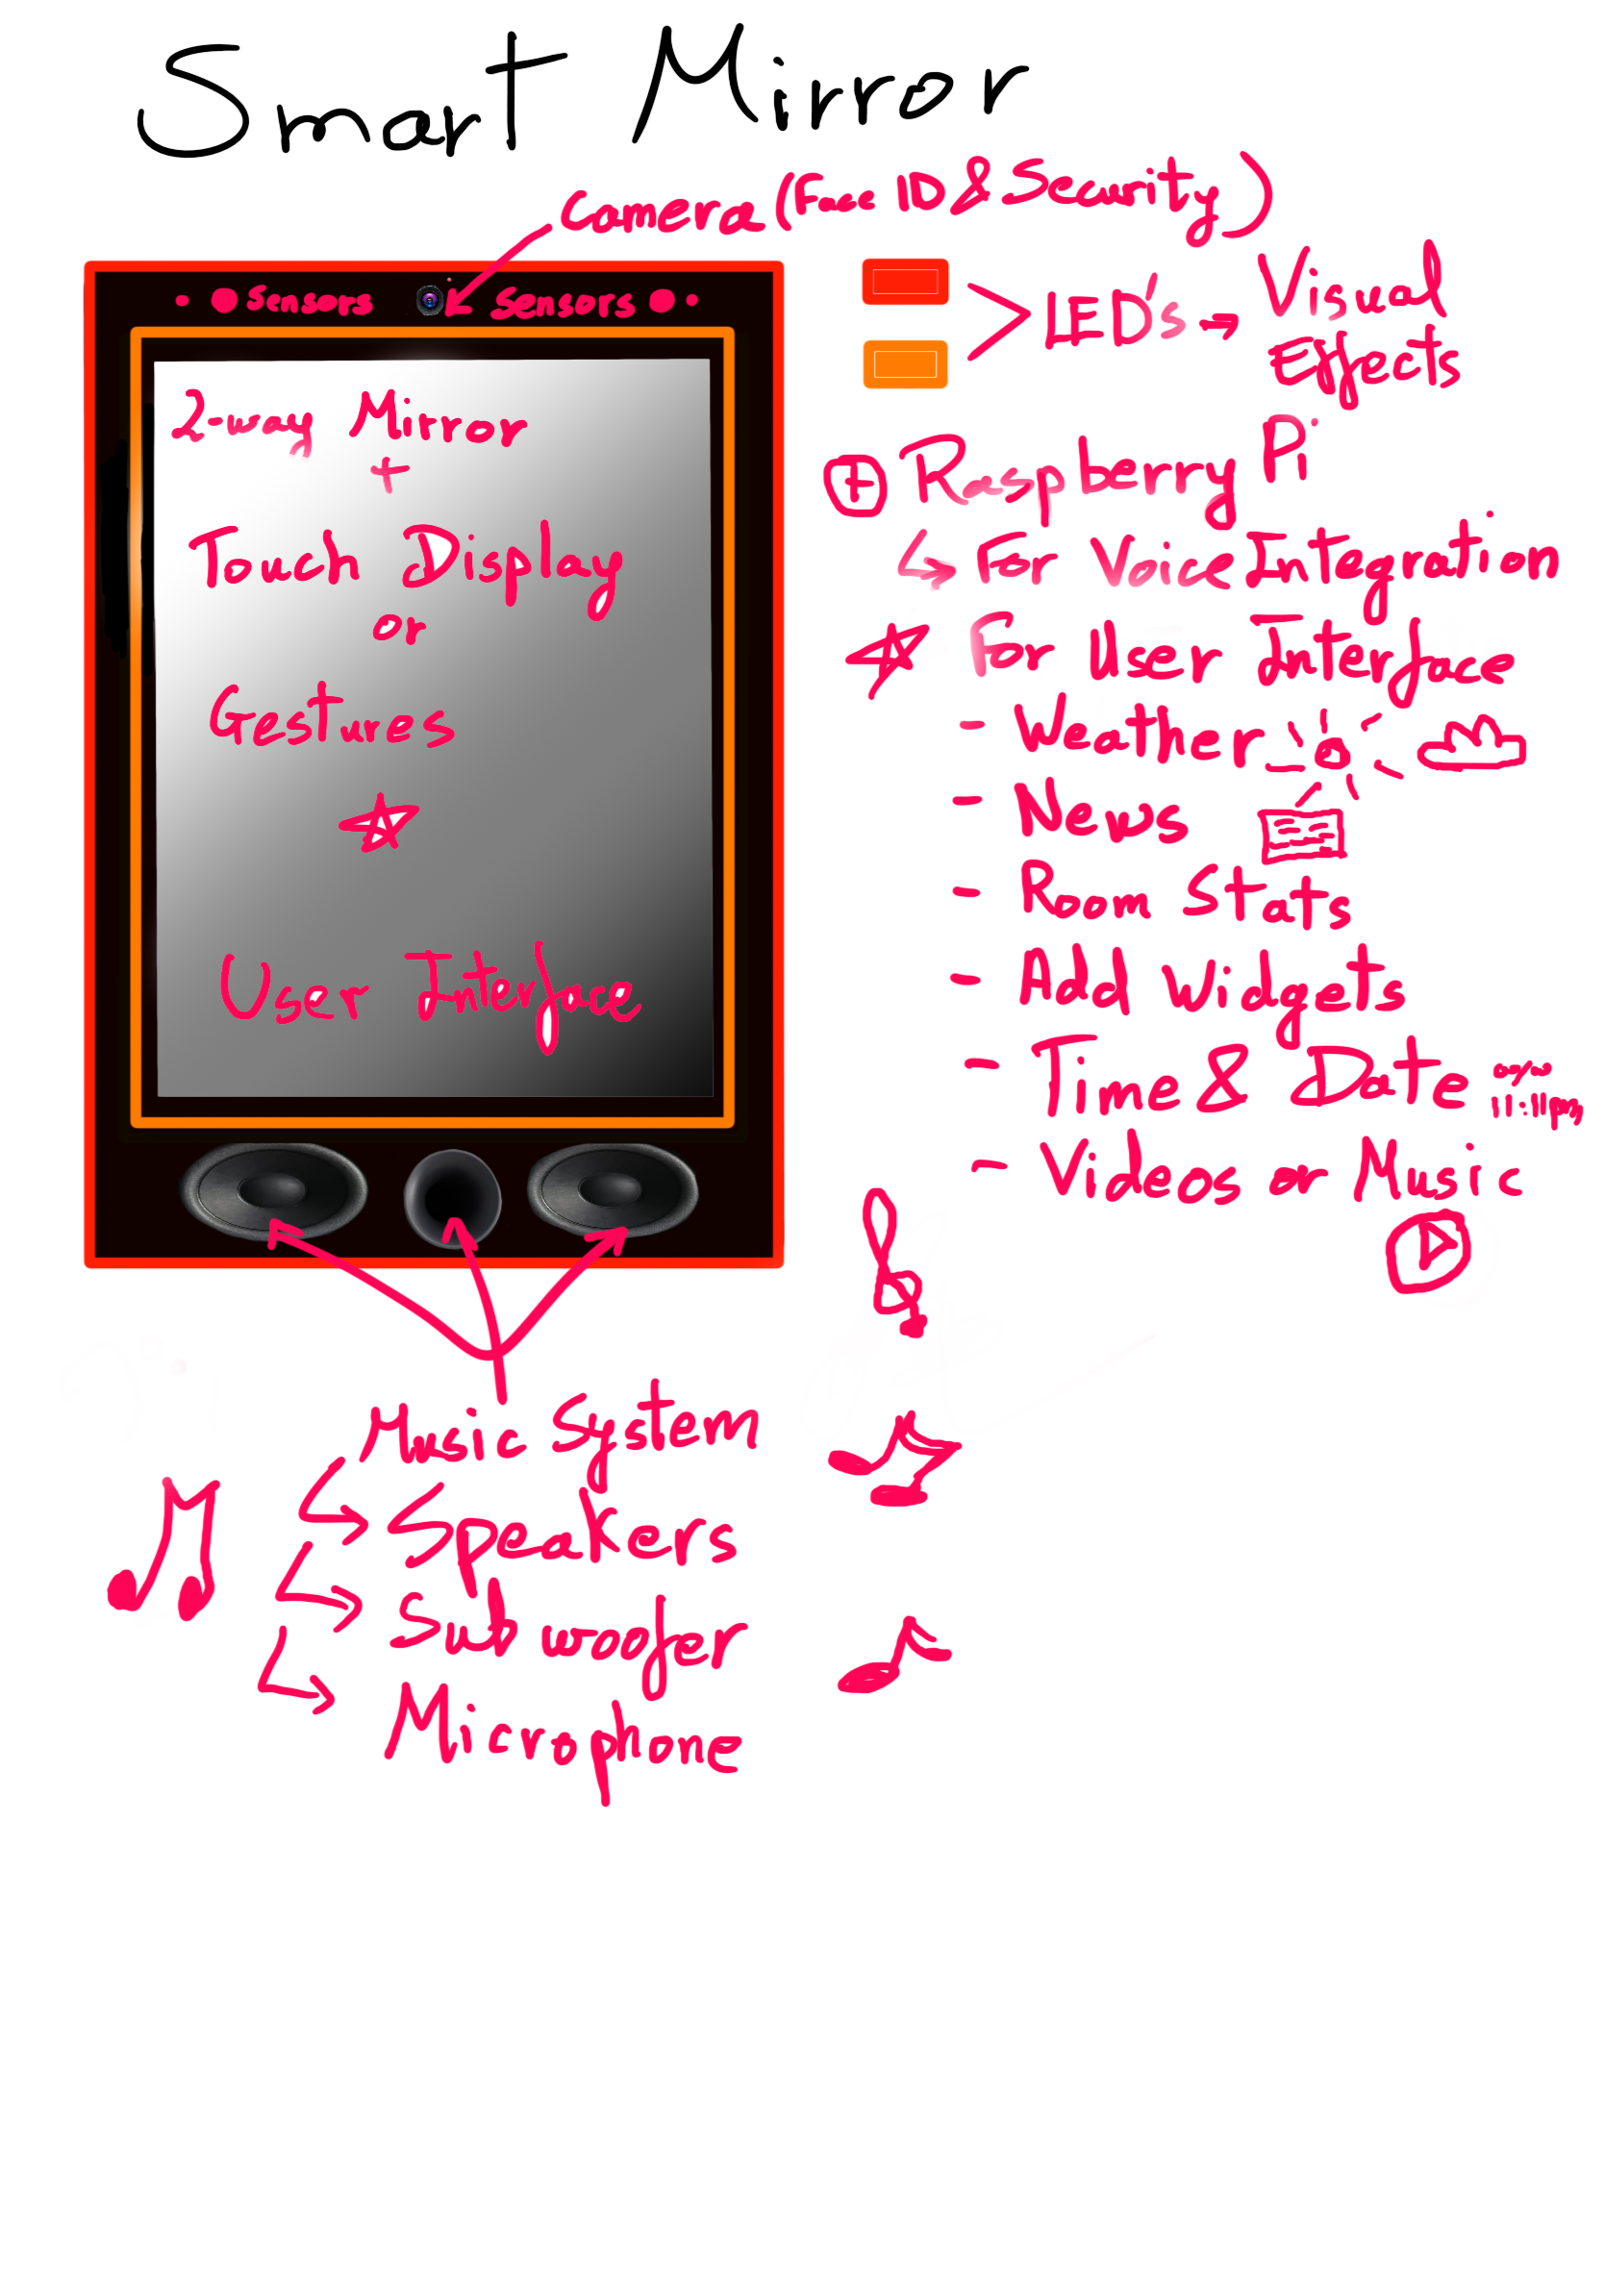 Smart Mirror
Camera (Face ID & Security)
Sensors
Sensors
LED's → Visual
Effects
2-way Mirror
+
Touch Display
or
Gestures
User Interface
+ Raspberry Pi
For Voice Integration
For User Interface
- Weather
- News
- Room Stats
- Add Widgets
- Time & Date
11:11pm
- Videos or Music
Music System
Speakers
Subwoofer
Microphone